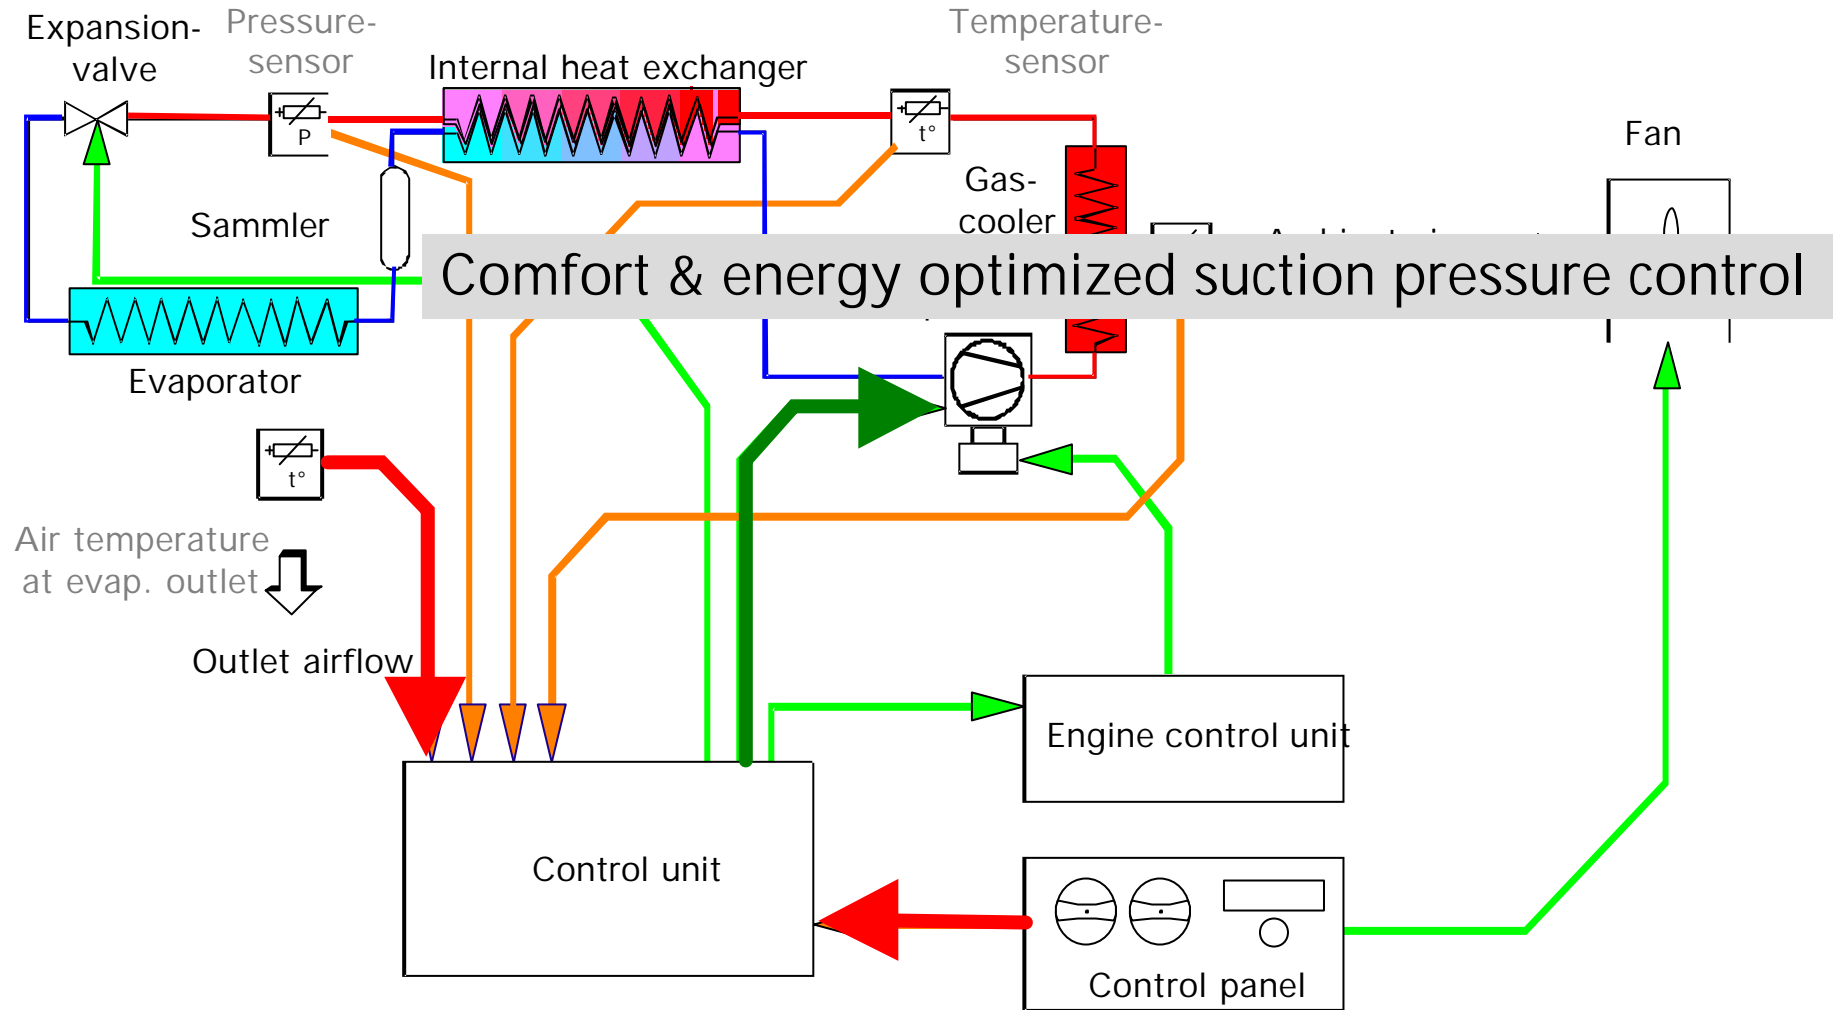 Expansion-
valve
Pressure-
sensor
Internal heat exchanger
Temperature-
sensor
P
t°
Fan
Gas-
cooler
Sammler
Comfort & energy optimized suction pressure control
Evaporator
t°
Air temperature
at evap. outlet
Outlet airflow
Engine control unit
Control unit
Control panel